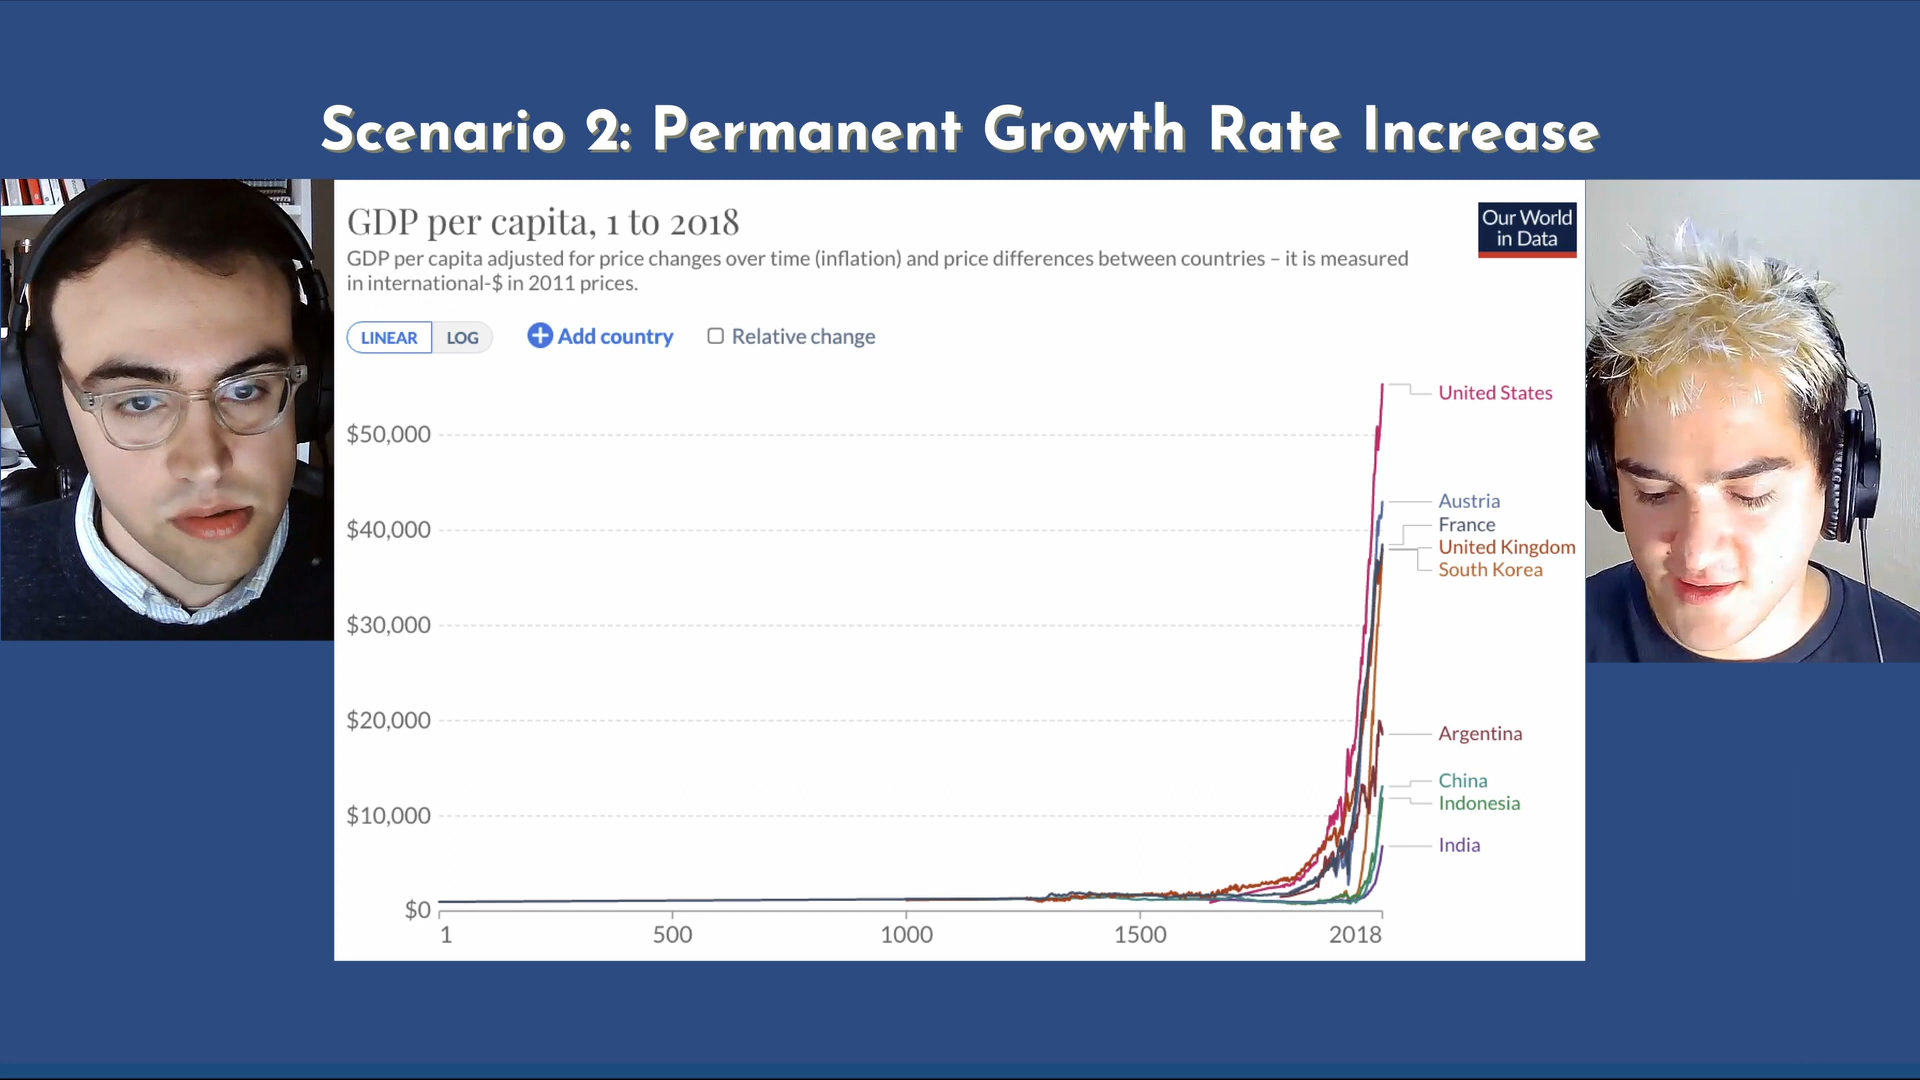 Scenario 2: Permanent Growth Rate Increase
GDP per capita, 1 to 2018
Our World
in Data
GDP per capita adjusted for price changes over time (inflation) and price differences between countries – it is measured
in international-$ in 2011 prices.
LINEAR
LOG
Add country
Relative change
United States
$50,000
Austria
France
$40,000
United Kingdom
South Korea
$30,000
$20,000
Argentina
China
Indonesia
$10,000
India
$0
1
500
1000
1500
2018